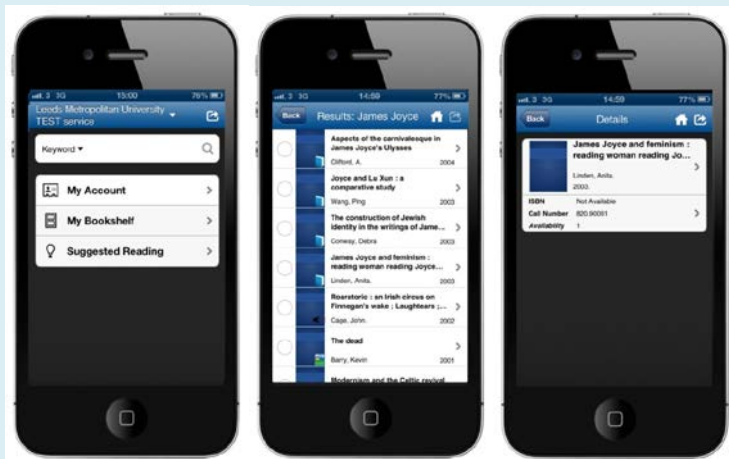 3 3G 13:00 76%
Leeds Metropolitan University
TEST service
Keyword
My Account
My Bookshelf
Suggested Reading
3 3G 14:59 77%
Back Results: James Joyce
Aspects of the carnivalesque in
James Joyce's Ulysses
Clifford, A. 2004
Joyce and Lu Xun : a
comparative study
Wang, Ping 2003
The construction of Jewish
identity in the writings of Jame...
Conway, Debra 2003
James Joyce and feminism :
reading woman reading Joyce...
Linden, Anita. 2003
Roaratorio : an Irish circus on
Finnegan's wake ; Laughtears ;...
Cage, John. 2002
The dead
Barry, Kevin 2001
Modernism and the Celtic revival
3 3G 14:59 77%
Back Details
James Joyce and feminism :
reading woman reading Jo...
Linden, Anita.
2003.
ISBN Not Available
Call Number 820.90091
Availability 1